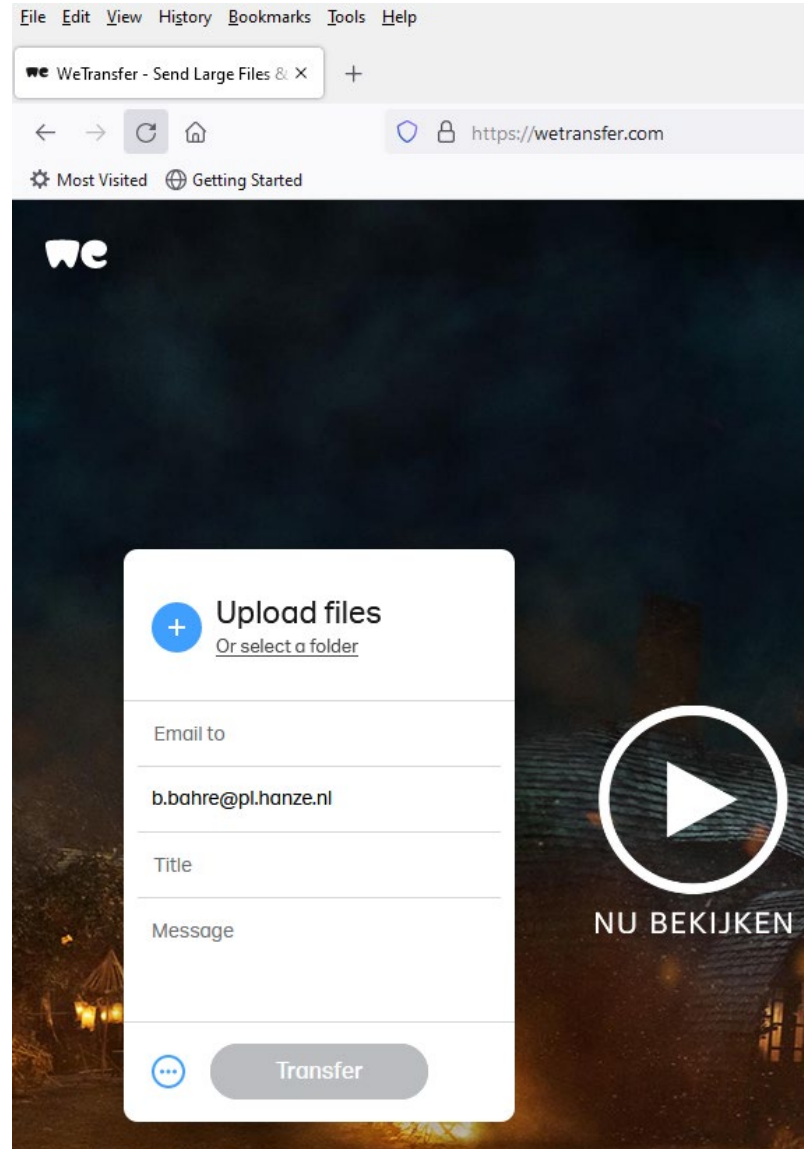 File Edit View History Bookmarks Tools Help
we WeTransfer - Send Large Files &
https://wetransfer.com
Most Visited Getting Started
we
Upload files
Or select a folder
Email to
b.bahre@pl.hanze.nl
Title
Message
NU BEKIJKEN
Transfer